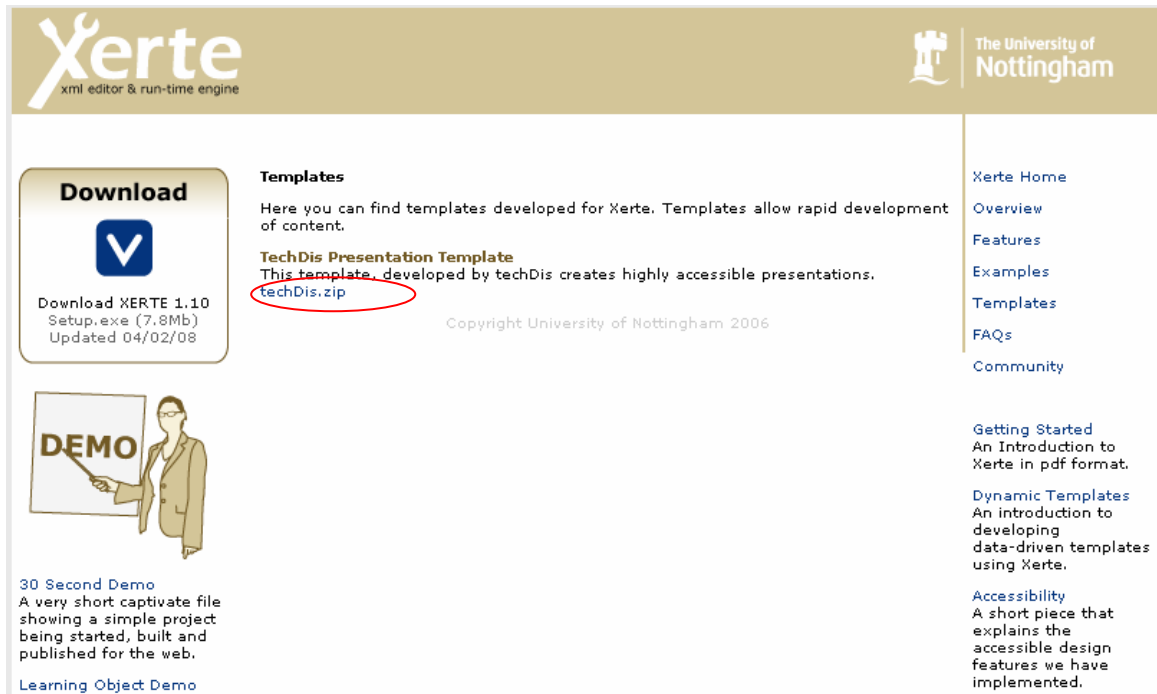 Xerte
xml editor & run-time engine
The University of
Nottingham
Download
Download XERTE 1.10
Setup.exe (7.8Mb)
Updated 04/02/08
DEMO
30 Second Demo
A very short captivate file
showing a simple project
being started, built and
published for the web.
Learning Object Demo
Templates
Here you can find templates developed for Xerte. Templates allow rapid development
of content.
TechDis Presentation Template
This template, developed by techDis creates highly accessible presentations.
techDis.zip
Copyright University of Nottingham 2006
Xerte Home
Overview
Features
Examples
Templates
FAQs
Community
Getting Started
An Introduction to
Xerte in pdf format.
Dynamic Templates
An introduction to
developing
data-driven templates
using Xerte.
Accessibility
A short piece that
explains the
accessible design
features we have
implemented.